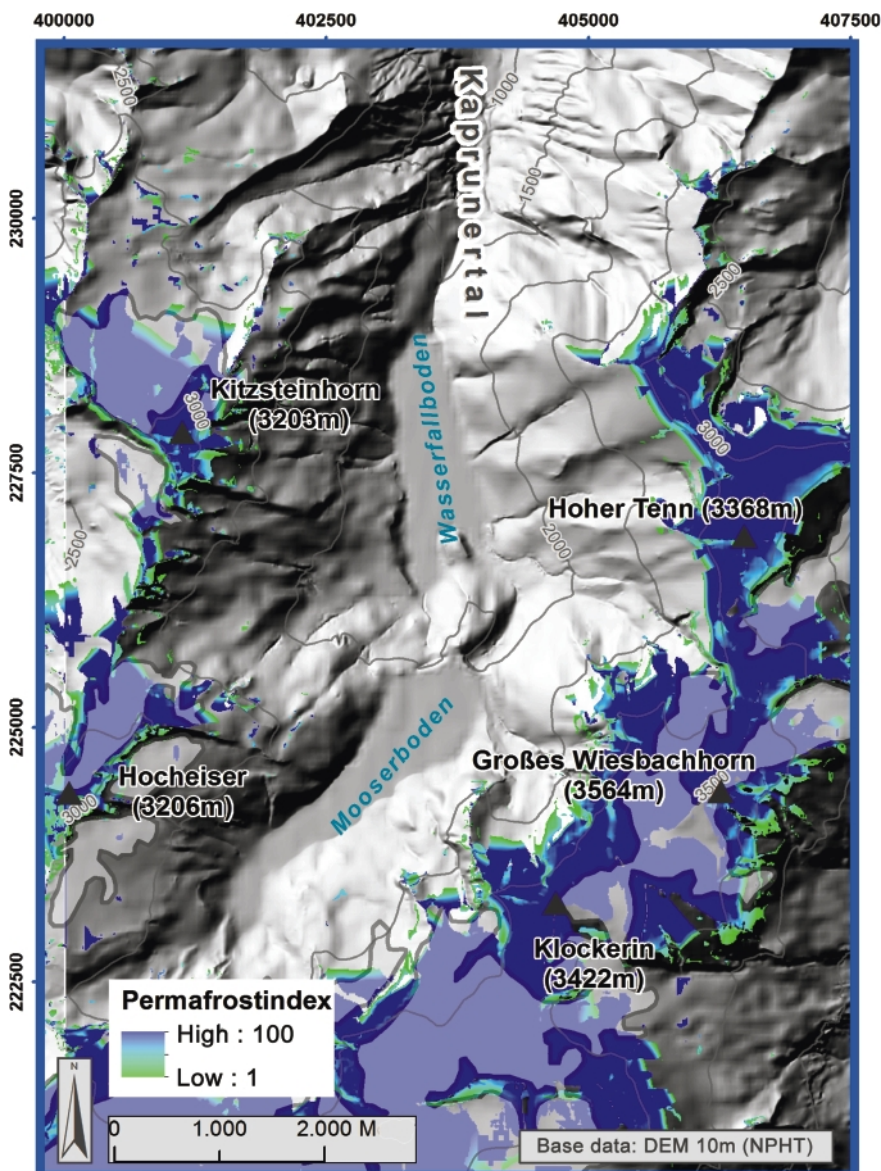 400000 402500 405000 407500
2500
1000
Kaprunertal
1500
230000
2500
Wasserfallboden
Kitzsteinhorn
(3203m)
3000
3000
227500
Hoher Tenn (3368m)
2500
2000
225000
Mooserboden
Großes Wiesbachhorn
(3564m)
3500
Hocheiser
(3206m)
3000
Klockerin
(3422m)
222500
Permafrostindex
High : 100
Low : 1
N
0 1.000 2.000 M
Base data: DEM 10m (NPHT)